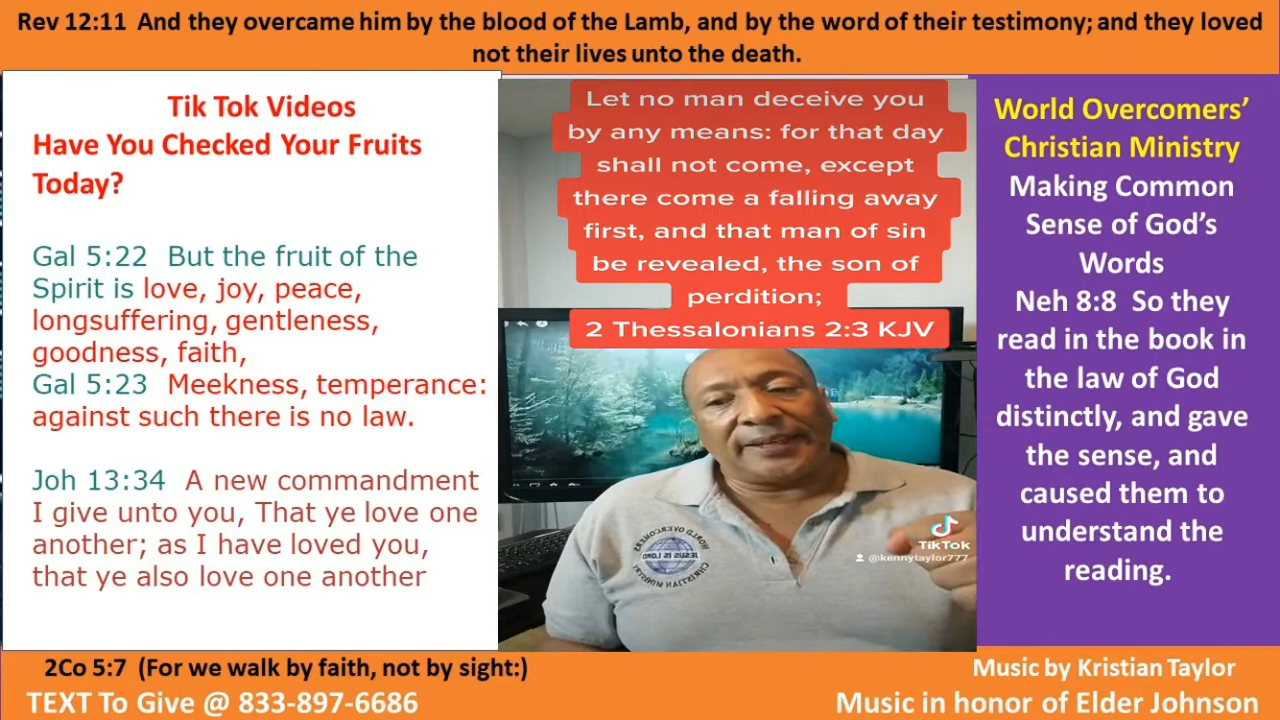 Rev 12:11 And they overcame him by the blood of the Lamb, and by the word of their testimony; and they loved
not their lives unto the death.
Tik Tok Videos
Have You Checked Your Fruits
Today?
Gal 5:22 But the fruit of the
Spirit is love, joy, peace,
longsuffering, gentleness,
goodness, faith,
Gal 5:23 Meekness, temperance:
against such there is no law.
Joh 13:34 A new commandment
I give unto you, That ye love one
another; as I have loved you,
that ye also love one another
Let no man deceive you
by any means: for that day
shall not come, except
there come a falling away
first, and that man of sin
be revealed, the son of
perdition;
2 Thessalonians 2:3 KJV
WORLD OVERCOMERS
JESUS IS LORD
CHRISTIAN MINISTRY
TikTok
@kennytaylor777
World Overcomers’
Christian Ministry
Making Common
Sense of God’s
Words
Neh 8:8 So they
read in the book in
the law of God
distinctly, and gave
the sense, and
caused them to
understand the
reading.
2Co 5:7 (For we walk by faith, not by sight:)
TEXT To Give @ 833-897-6686
Music by Kristian Taylor
Music in honor of Elder Johnson